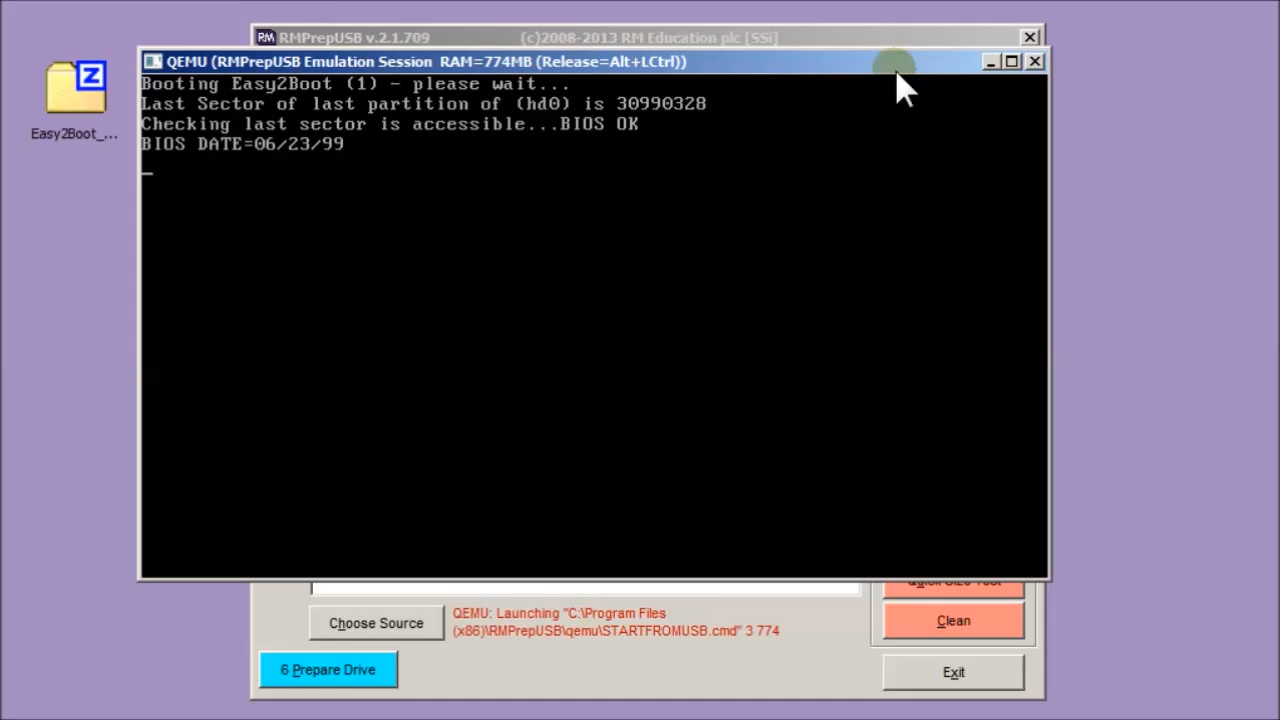 RM RMPrepUSB v.2.1.709 (c)2008-2013 RM Education plc [SSi]
QEMU (RMPrepUSB Emulation Session RAM=774MB (Release=Alt+LCtrl))
Booting Easy2Boot (1) - please wait...
Last Sector of last partition of (hd0) is 30990328
Checking last sector is accessible...BIOS OK
BIOS DATE=06/23/99
Z
Easy2Boot_...
Choose Source
QEMU: Launching "C:\Program Files
(x86)\RMPrepUSB\qemu\STARTFROMUSB.cmd" 3 774
Clean
6 Prepare Drive
Exit